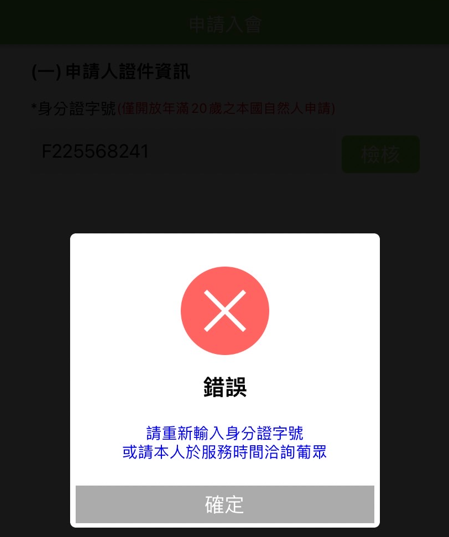 申請入會
(一) 申請人證件資訊
*身分證字號(僅開放年滿20歲之本國自然人申請)
F225568241 檢核
錯誤
請重新輸入身分證字號
或請本人於服務時間洽詢葡眾
確定